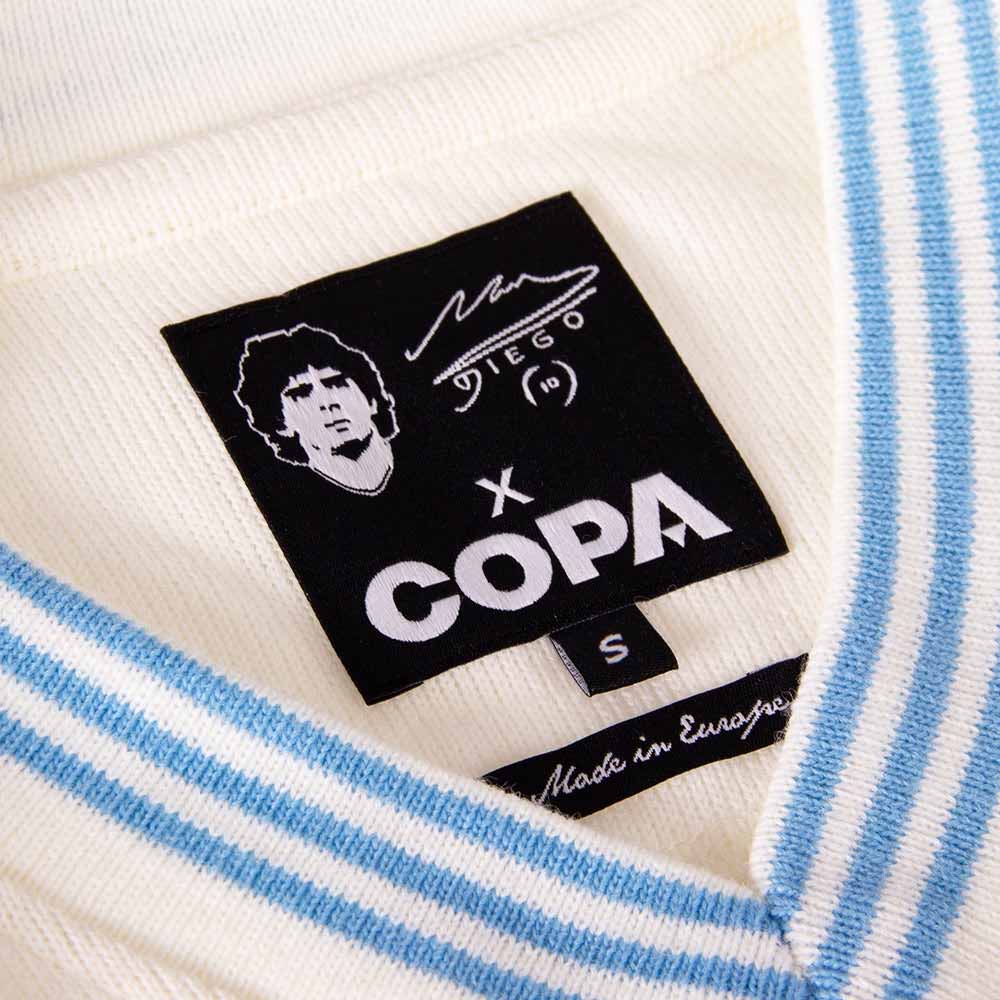 DIEGO
(10)
X
COPA
S
Made in Europe